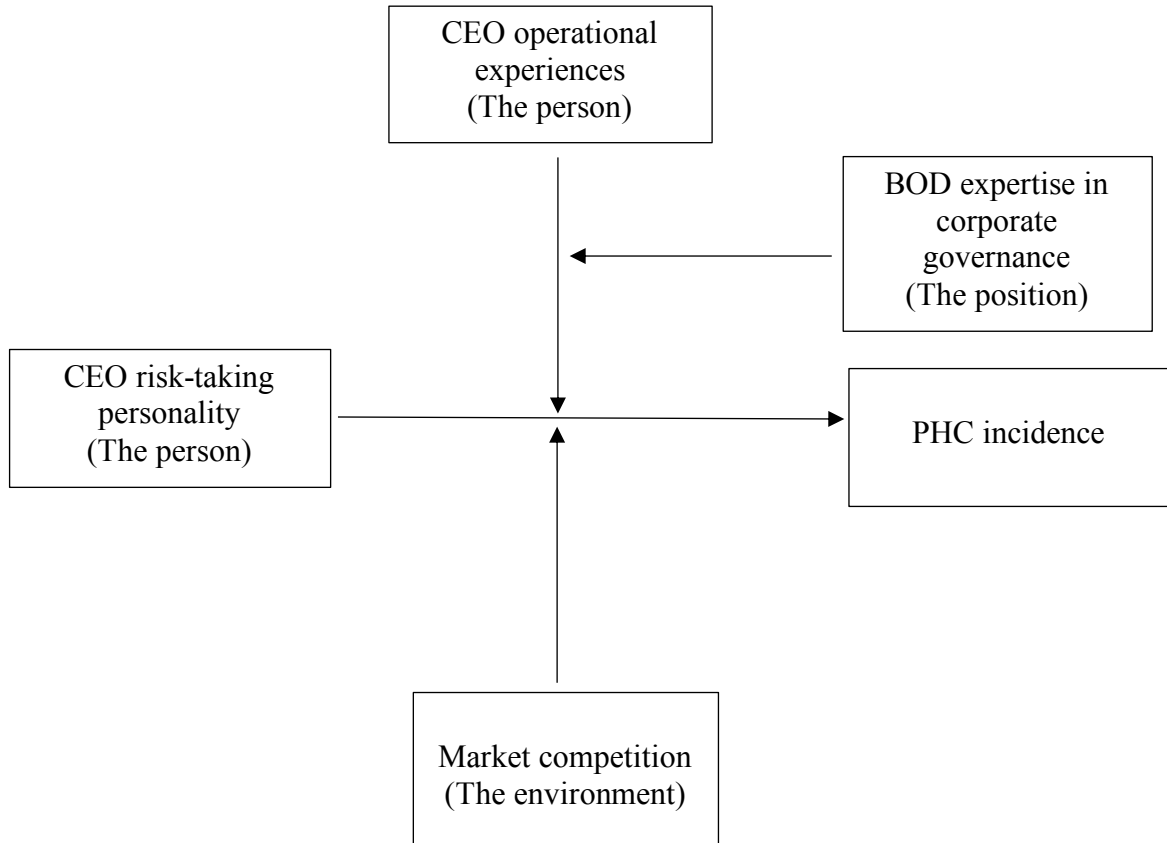 CEO operational
experiences
(The person)
BOD expertise in
corporate
governance
(The position)
CEO risk-taking
personality
(The person)
PHC incidence
Market competition
(The environment)